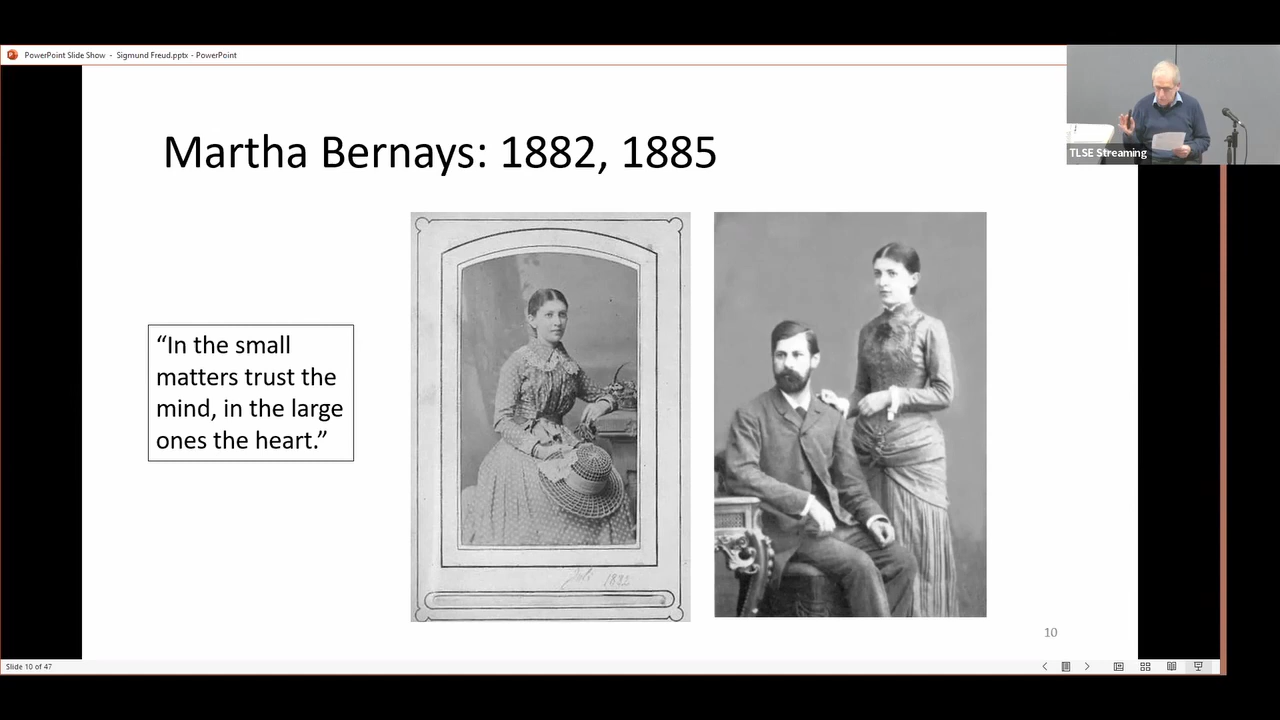 PowerPoint Slide Show - Sigmund Freud.pptx - PowerPoint
TLSE Streaming
Martha Bernays: 1882, 1885
“In the small
matters trust the
mind, in the large
ones the heart.”
1882
10
Slide 10 of 47